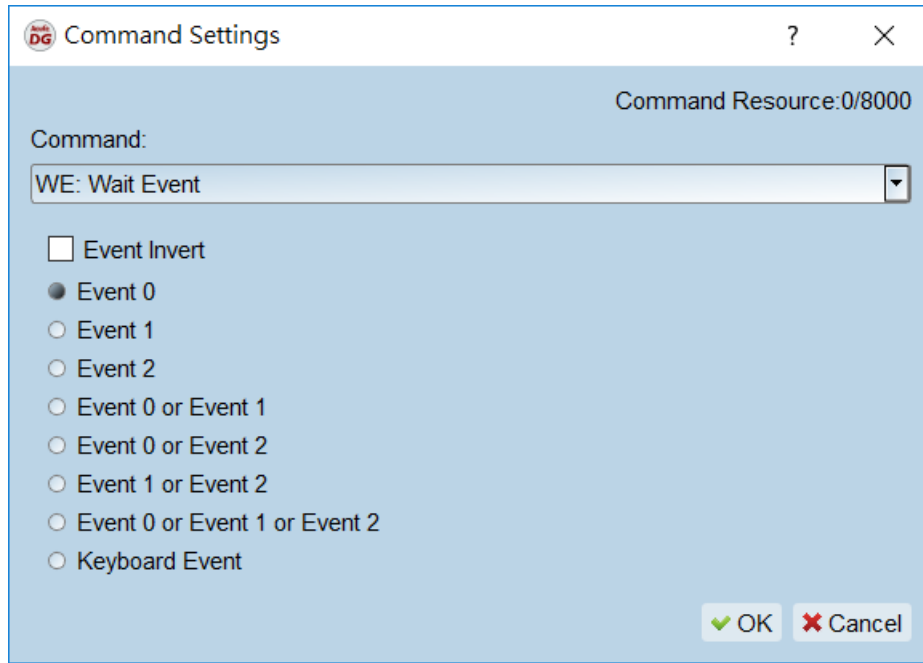 DG Command Settings ? ×
Command Resource:0/8000
Command:
WE: Wait Event
Event Invert
Event 0
Event 1
Event 2
Event 0 or Event 1
Event 0 or Event 2
Event 1 or Event 2
Event 0 or Event 1 or Event 2
Keyboard Event
OK Cancel